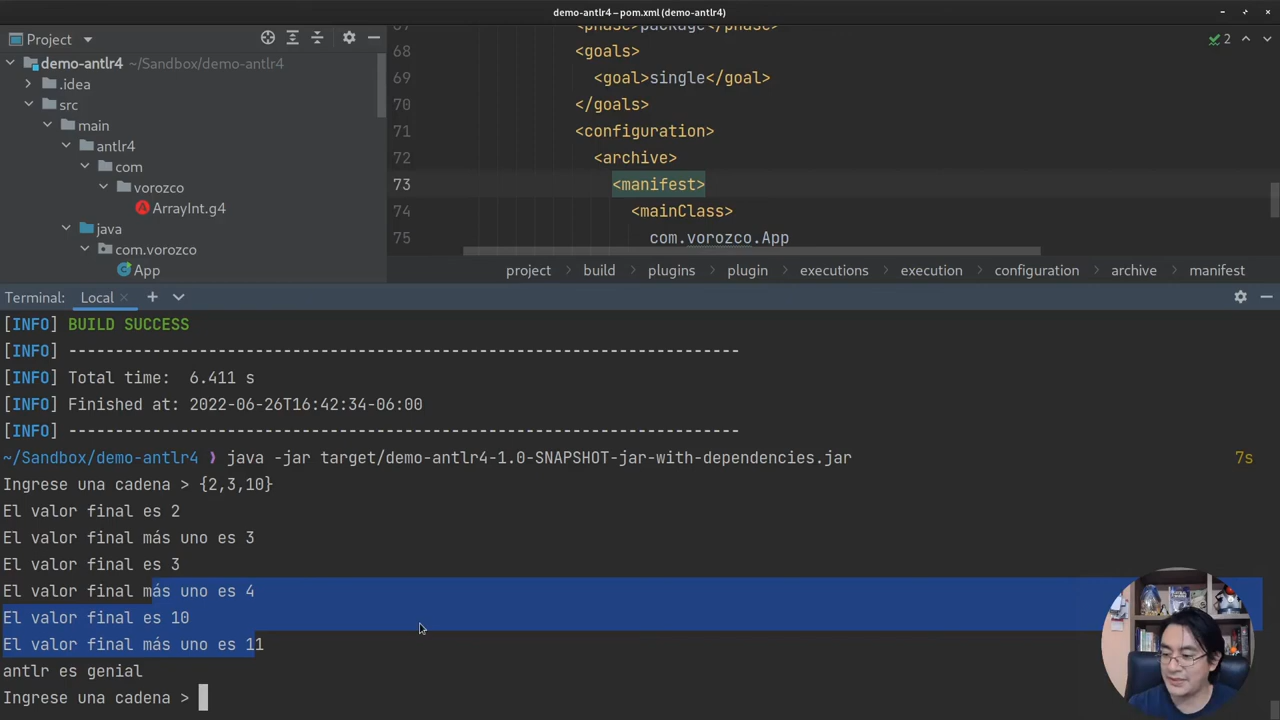 demo-antlr4 – pom.xml (demo-antlr4)
Project
demo-antlr4 ~/Sandbox/demo-antlr4
.idea
src
main
antlr4
com
vorozco
ArrayInt.g4
java
com.vorozco
App
67 <phase>package</phase>
68 <goals>
69 <goal>single</goal>
70 </goals>
71 <configuration>
72 <archive>
73 <manifest>
74 <mainClass>
75 com.vorozco.App
2
project build plugins plugin executions execution configuration archive manifest
Terminal: Local × +
[INFO] BUILD SUCCESS
[INFO] ------------------------------------------------------------------------
[INFO] Total time:  6.411 s
[INFO] Finished at: 2022-06-26T16:42:34-06:00
[INFO] ------------------------------------------------------------------------
~/Sandbox/demo-antlr4 ❫ java -jar target/demo-antlr4-1.0-SNAPSHOT-jar-with-dependencies.jar 7s
Ingrese una cadena > {2,3,10}
El valor final es 2
El valor final más uno es 3
El valor final es 3
El valor final más uno es 4
El valor final es 10
El valor final más uno es 11
antlr es genial
Ingrese una cadena >